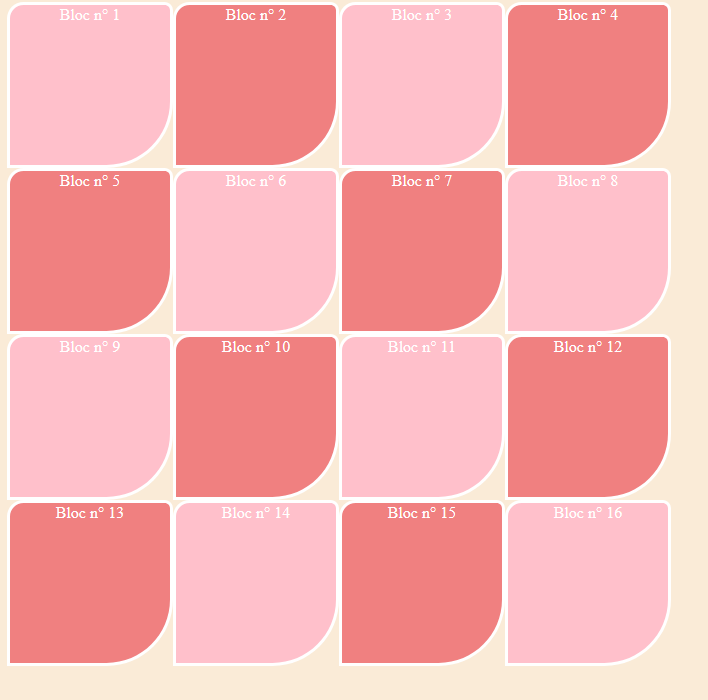 Bloc n° 1
Bloc n° 2
Bloc n° 3
Bloc n° 4
Bloc n° 5
Bloc n° 6
Bloc n° 7
Bloc n° 8
Bloc n° 9
Bloc n° 10
Bloc n° 11
Bloc n° 12
Bloc n° 13
Bloc n° 14
Bloc n° 15
Bloc n° 16